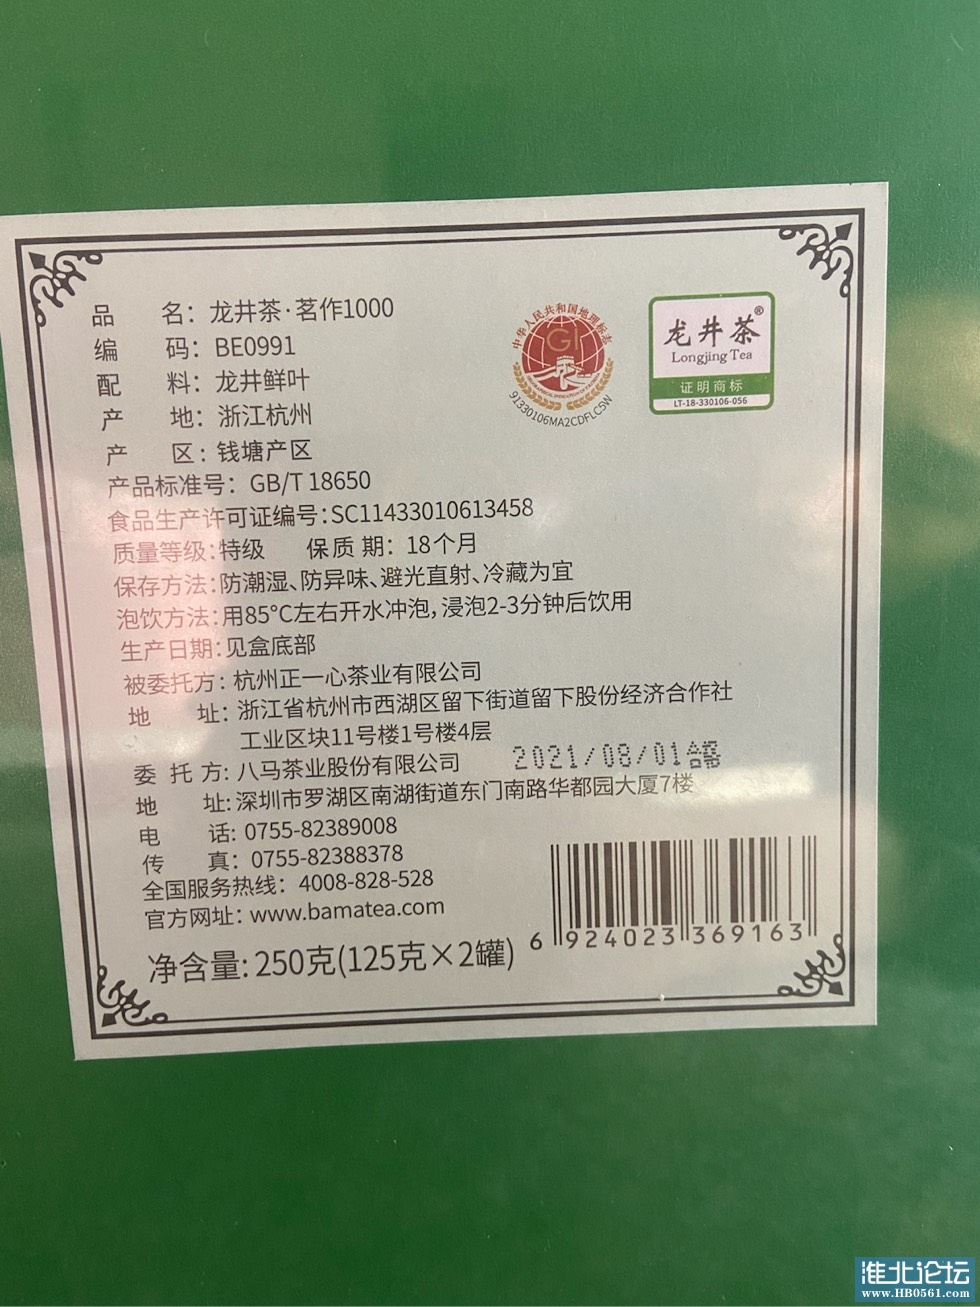 品 名：龙井茶·茗作1000
编 码：BE0991
配 料：龙井鲜叶
产 地：浙江杭州
产 区：钱塘产区
产品标准号：GB/T 18650
食品生产许可证编号：SC11433010613458
质量等级：特级 保质期：18个月
保存方法：防潮湿、防异味、避光直射、冷藏为宜
泡饮方法：用85℃左右开水冲泡，浸泡2-3分钟后饮用
生产日期：见盒底部
被委托方：杭州正一心茶业有限公司
地 址：浙江省杭州市西湖区留下街道留下股份经济合作社
工业区块11号楼1号楼4层
委托方：八马茶业股份有限公司
2021/08/01合格
地 址：深圳市罗湖区南湖街道东门南路华都园大厦7楼
电 话：0755-82389008
传 真：0755-82388378
全国服务热线：4008-828-528
官方网址：www.bamatea.com
净含量：250克(125克×2罐)
中华人民共和国地理标志
GI
91330106MA2CDFLC5W
龙井茶®
Longjing Tea
证明商标
LT-18-330106-056
6 924023 369163
淮北论坛
www.HB0561.com